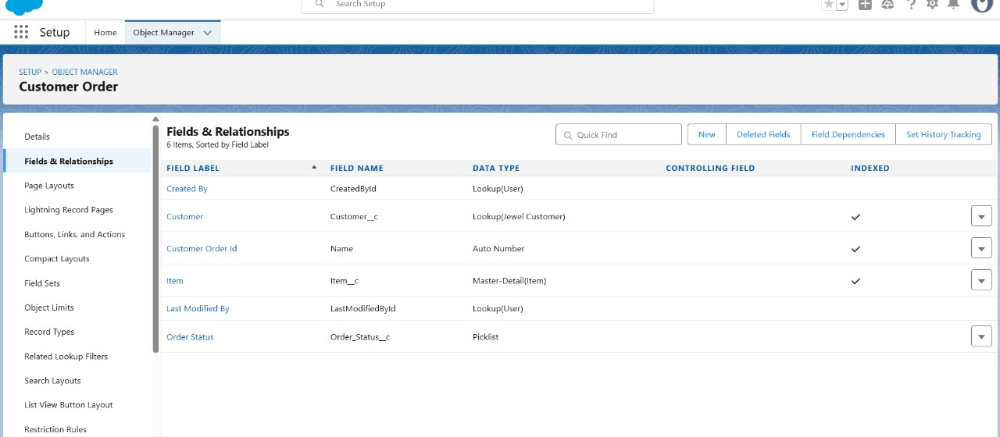 Search Setup
Setup
Home
Object Manager
SETUP > OBJECT MANAGER
Customer Order
Details
Fields & Relationships
Page Layouts
Lightning Record Pages
Buttons, Links, and Actions
Compact Layouts
Field Sets
Object Limits
Record Types
Related Lookup Filters
Search Layouts
List View Button Layout
Restriction Rules
Fields & Relationships
6 Items, Sorted by Field Label
Quick Find
New
Deleted Fields
Field Dependencies
Set History Tracking
FIELD LABEL FIELD NAME DATA TYPE CONTROLLING FIELD INDEXED
Created By CreatedById Lookup(User)
Customer Customer__c Lookup(Jewel Customer)
Customer Order Id Name Auto Number
Item Item__c Master-Detail(Item)
Last Modified By LastModifiedById Lookup(User)
Order Status Order_Status__c Picklist